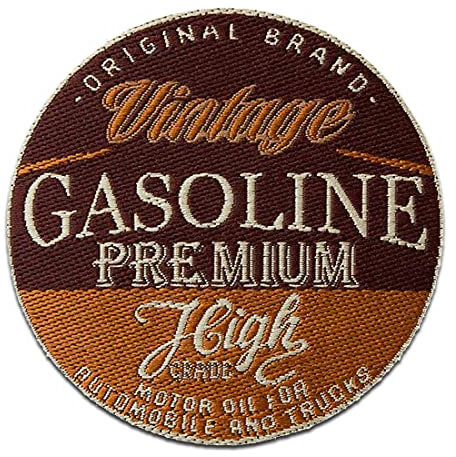 -ORIGINAL BRAND-
Vintage
GASOLINE
PREMIUM
High
GRADE
MOTOR OIL FOR
AUTOMOBILE AND TRUCKS